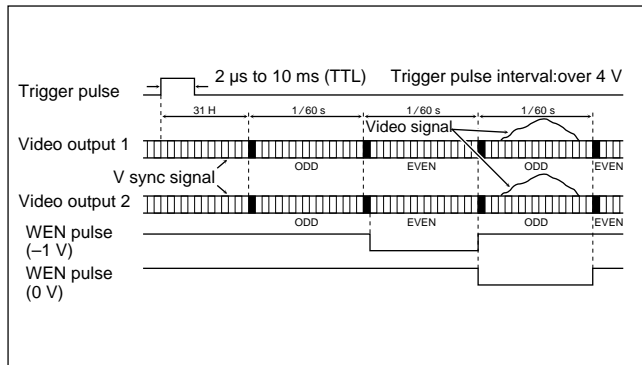 2 µs to 10 ms (TTL) Trigger pulse interval:over 4 V
Trigger pulse
31 H 1/60 s 1/60 s 1/60 s
Video signal
Video output 1
ODD EVEN ODD EVEN
V sync signal
Video output 2
ODD EVEN ODD EVEN
WEN pulse
(–1 V)
WEN pulse
(0 V)